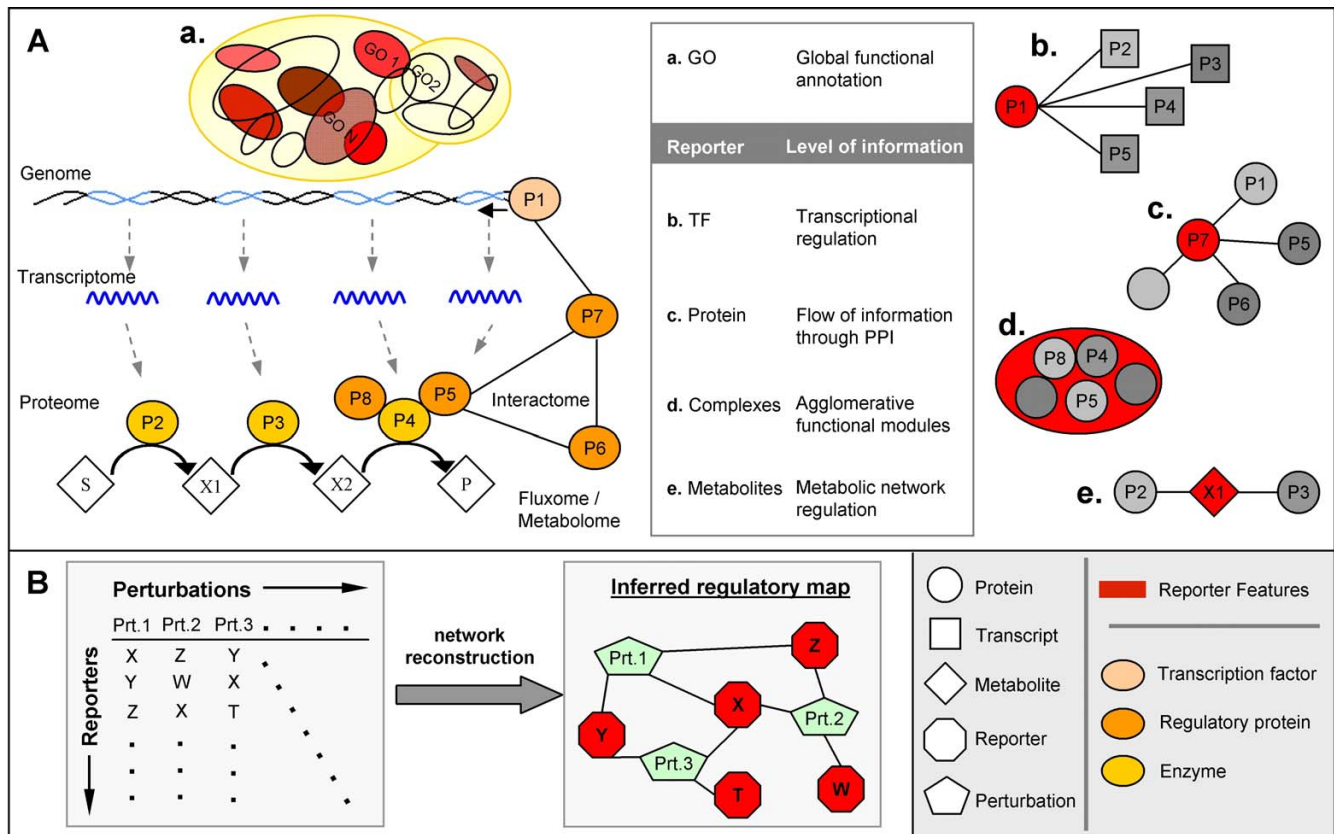 A
a.
GO 1
GO2
GO N
Genome
P1
Transcriptome
P7
Proteome
P2
P3
P8
P4
P5
Interactome
P6
S
X1
X2
P
Fluxome /
Metabolome
a. GO
Global functional
annotation
Reporter
Level of information
b. TF
Transcriptional
regulation
c. Protein
Flow of information
through PPI
d. Complexes
Agglomerative
functional modules
e. Metabolites
Metabolic network
regulation
b.
P1
P2
P3
P4
P5
c.
P1
P7
P5
P6
d.
P8
P4
P5
e.
P2
X1
P3
B
Perturbations
Prt.1 Prt.2 Prt.3 . . . .
Reporters
X Z Y
Y W X
Z X T
network
reconstruction
Inferred regulatory map
Prt.1
Z
X
Prt.2
Y
Prt.3
T
W
Protein
Transcript
Metabolite
Reporter
Perturbation
Reporter Features
Transcription factor
Regulatory protein
Enzyme